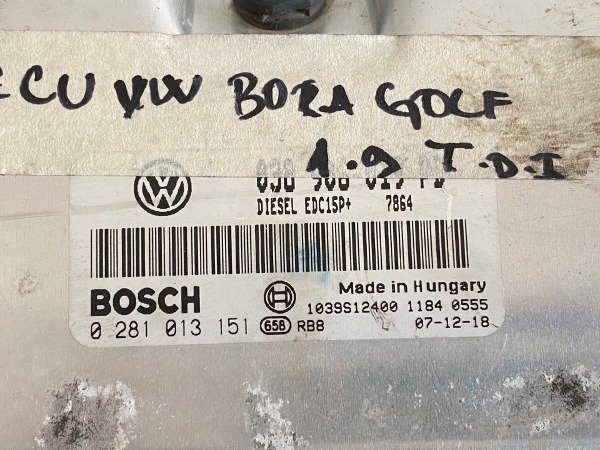 ECU VW BORA GOLF
1.9 T.D.I
DIESEL EDC15P+ 7864
BOSCH
Made in Hungary
1039S12400 1184 0555
0 281 013 151 658 RB8 07-12-18